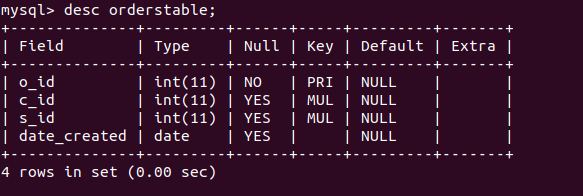 mysql> desc orderstable;
+--------------+---------+------+-----+---------+-------+
| Field        | Type    | Null | Key | Default | Extra |
+--------------+---------+------+-----+---------+-------+
| o_id         | int(11) | NO   | PRI | NULL    |       |
| c_id         | int(11) | YES  | MUL | NULL    |       |
| s_id         | int(11) | YES  | MUL | NULL    |       |
| date_created | date    | YES  |     | NULL    |       |
+--------------+---------+------+-----+---------+-------+
4 rows in set (0.00 sec)